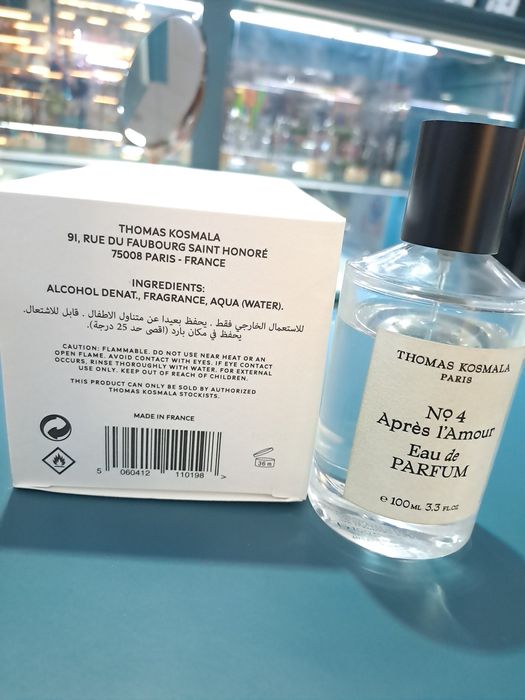 THOMAS KOSMALA
91, RUE DU FAUBOURG SAINT HONORÉ
75008 PARIS - FRANCE
INGREDIENTS:
ALCOHOL DENAT., FRAGRANCE, AQUA (WATER).
للاستعمال الخارجي فقط . يحفظ بعيدا عن متناول الاطفال . قابل للاشتعال.
يحفظ في مكان بارد (اقصى حد 25 درجة).
CAUTION: FLAMMABLE. DO NOT USE NEAR HEAT OR AN
OPEN FLAME. AVOID CONTACT WITH EYES. IF EYE CONTACT
OCCURS, RINSE THOROUGHLY WITH WATER. FOR EXTERNAL
USE ONLY. KEEP OUT OF REACH OF CHILDREN.
THIS PRODUCT CAN ONLY BE SOLD BY AUTHORIZED
THOMAS KOSMALA STOCKISTS.
MADE IN FRANCE
5 060412 110198 >
36 m
THOMAS KOSMALA
PARIS
Nº 4
Après l'Amour
Eau de
PARFUM
e 100 ML 3.3 FL.OZ